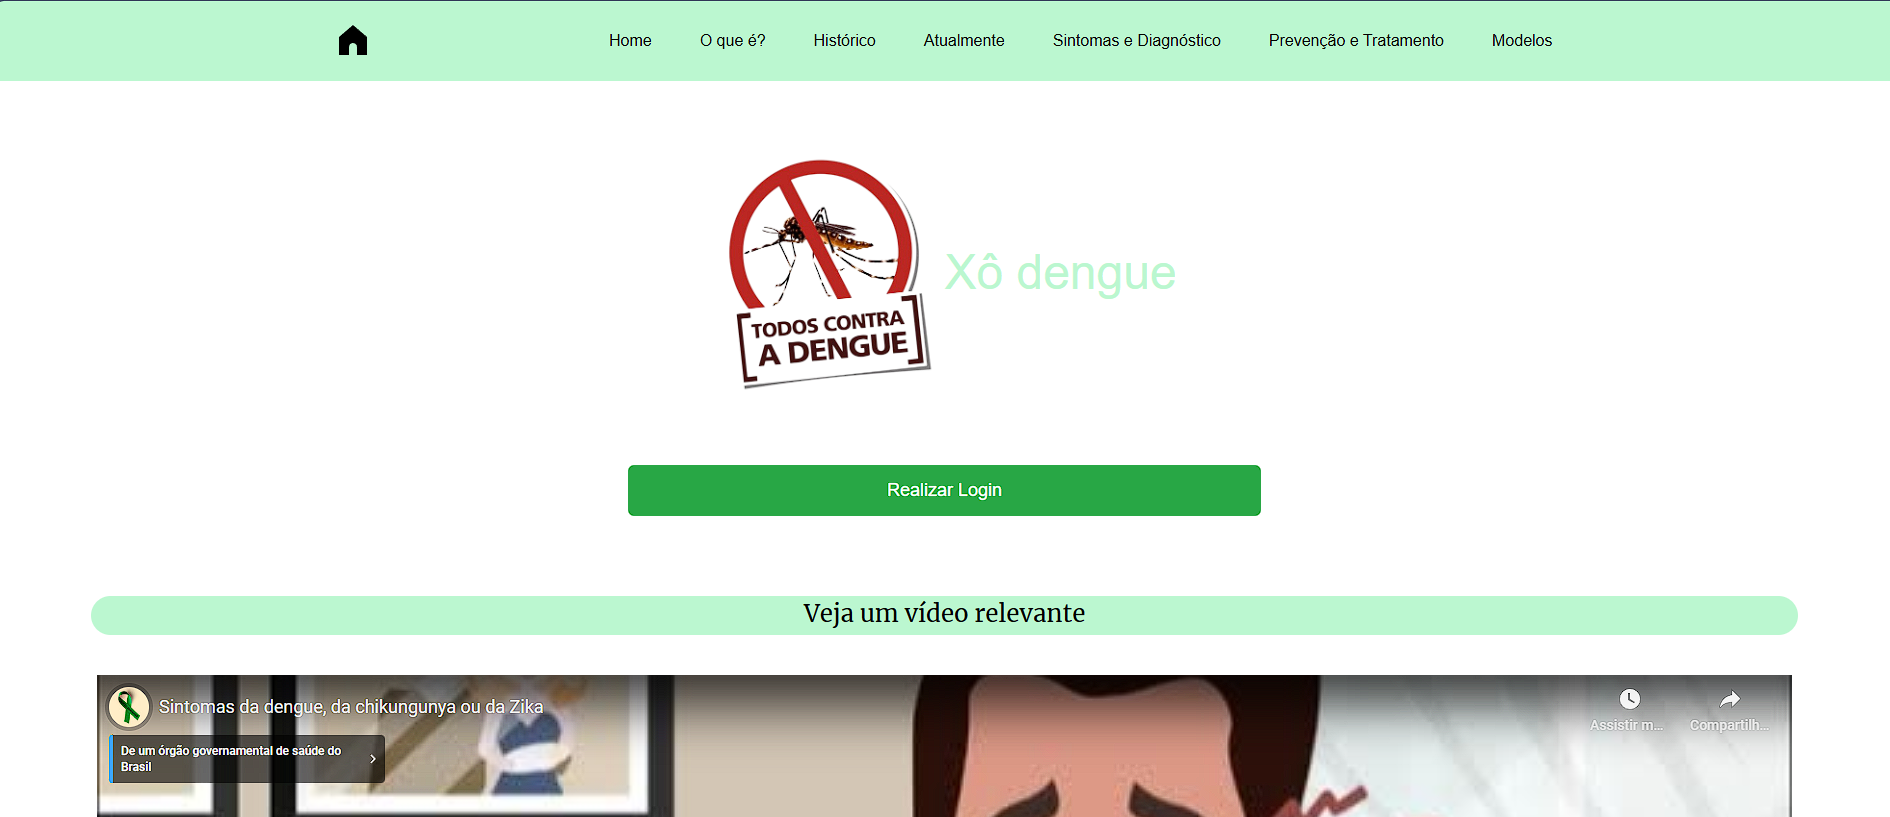 Home
O que é?
Histórico
Atualmente
Sintomas e Diagnóstico
Prevenção e Tratamento
Modelos
TODOS CONTRA
A DENGUE
Xô dengue
Realizar Login
Veja um vídeo relevante
Sintomas da dengue, da chikungunya ou da Zika
De um órgão governamental de saúde do
Brasil
Assistir m...
Compartilh...